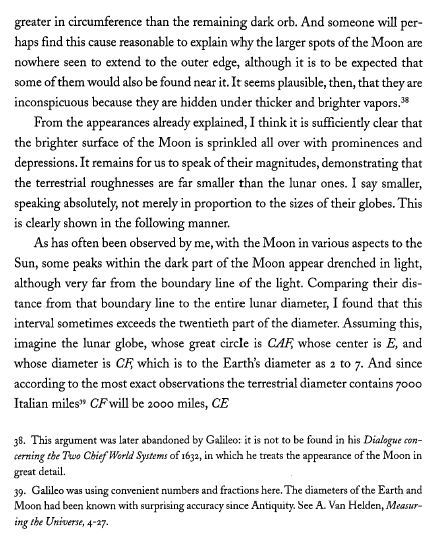 greater in circumference than the remaining dark orb. And someone will per-
haps find this cause reasonable to explain why the larger spots of the Moon are
nowhere seen to extend to the outer edge, although it is to be expected that
some of them would also be found near it. It seems plausible, then, that they are
inconspicuous because they are hidden under thicker and brighter vapors.³⁸
From the appearances already explained, I think it is sufficiently clear that
the brighter surface of the Moon is sprinkled all over with prominences and
depressions. It remains for us to speak of their magnitudes, demonstrating that
the terrestrial roughnesses are far smaller than the lunar ones. I say smaller,
speaking absolutely, not merely in proportion to the sizes of their globes. This
is clearly shown in the following manner.
As has often been observed by me, with the Moon in various aspects to the
Sun, some peaks within the dark part of the Moon appear drenched in light,
although very far from the boundary line of the light. Comparing their dis-
tance from that boundary line to the entire lunar diameter, I found that this
interval sometimes exceeds the twentieth part of the diameter. Assuming this,
imagine the lunar globe, whose great circle is CAF, whose center is E, and
whose diameter is CF, which is to the Earth's diameter as 2 to 7. And since
according to the most exact observations the terrestrial diameter contains 7000
Italian miles³⁹ CF will be 2000 miles, CE
38. This argument was later abandoned by Galileo: it is not to be found in his Dialogue con-
cerning the Two Chief World Systems of 1632, in which he treats the appearance of the Moon in
great detail.
39. Galileo was using convenient numbers and fractions here. The diameters of the Earth and
Moon had been known with surprising accuracy since Antiquity. See A. Van Helden, Measur-
ing the Universe, 4-27.